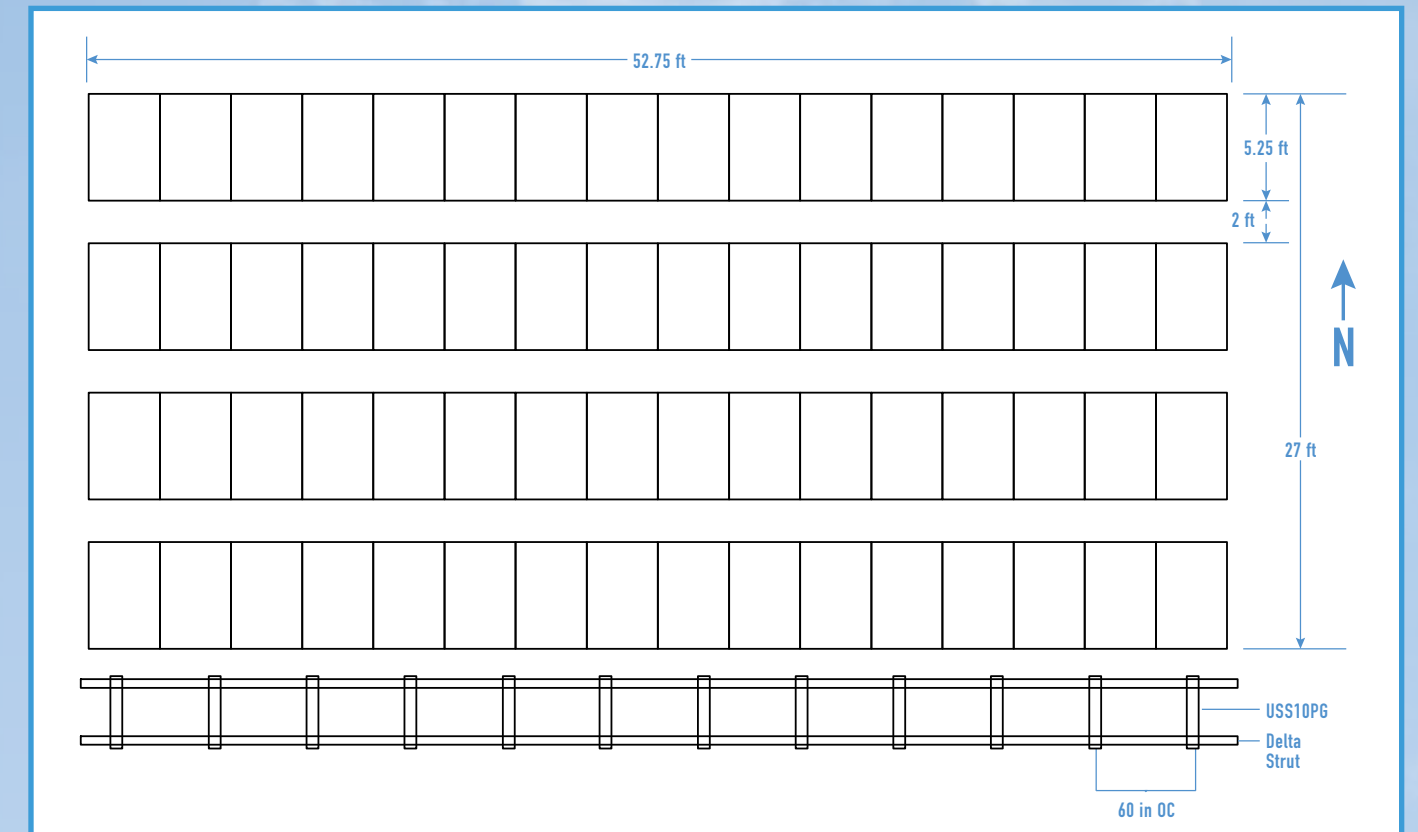 52.75 ft
5.25 ft
2 ft
N
27 ft
USS10PG
Delta
Strut
60 in OC